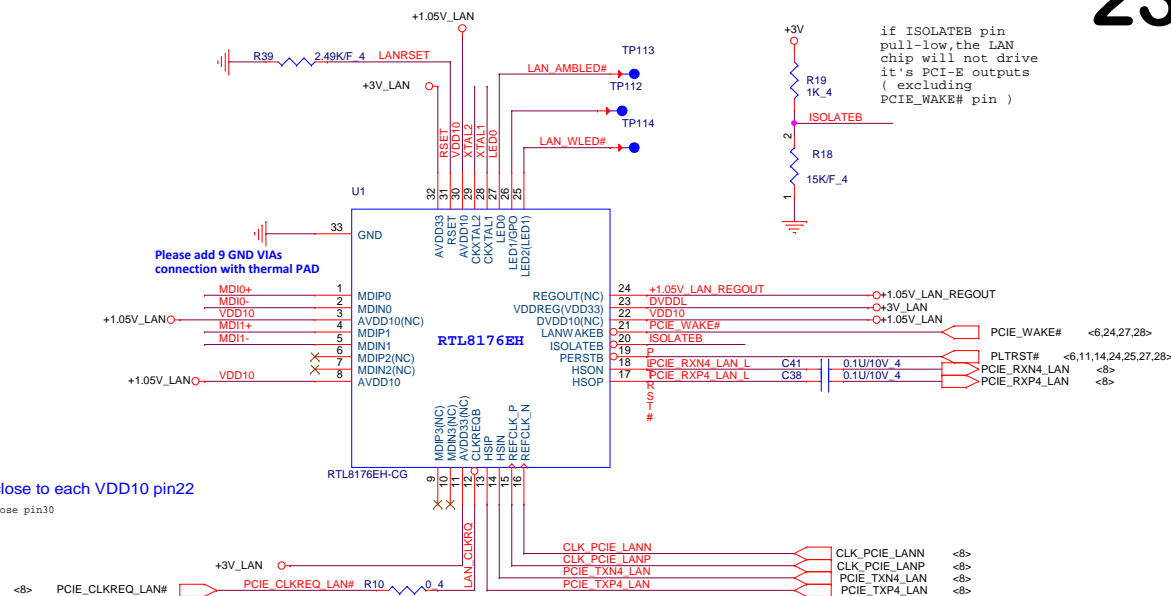 23
+1.05V_LAN
R39
2.49K/F_4
LANRSET
+3V_LAN
RSET
VDD10
XTAL2
XTAL1
LED0
LAN_AMBLED#
TP113
TP112
TP114
LAN_WLED#
+3V
R19
1K_4
ISOLATEB
2
R18
15K/F_4
1
if ISOLATEB pin
pull-low,the LAN
chip will not drive
it's PCI-E outputs
( excluding
PCIE_WAKE# pin )
U1
32
31
30
29
28
27
26
25
AVDD33
RSET
AVDD10
CKXTAL2
CKXTAL1
LED0
LED1/GPO
LED2(LED1)
33
GND
Please add 9 GND VIAs
connection with thermal PAD
MDI0+ 1 MDIP0
MDI0- 2 MDIN0
+1.05V_LAN VDD10 3 AVDD10(NC)
MDI1+ 4 MDIP1
MDI1- 5 MDIN1
6 MDIP2(NC)
7 MDIN2(NC)
+1.05V_LAN VDD10 8 AVDD10
RTL8176EH
REGOUT(NC) 24 +1.05V_LAN_REGOUT +1.05V_LAN_REGOUT
VDDREG(VDD33) 23 DVDDL +3V_LAN
DVDD10(NC) 22 VDD10 +1.05V_LAN
LANWAKEB 21 PCIE_WAKE# PCIE_WAKE# <6,24,27,28>
ISOLATEB 20 ISOLATEB
PERSTB 19 PLTRST# PLTRST# <6,11,14,24,25,27,28>
HSON 18 PCIE_RXN4_LAN_L C41 0.1U/10V_4 PCIE_RXN4_LAN <8>
HSOP 17 PCIE_RXP4_LAN_L C38 0.1U/10V_4 PCIE_RXP4_LAN <8>
MDIP3(NC)
MDIN3(NC)
AVDD33(NC)
CLKREQB
HSIP
HSIN
REFCLK_P
REFCLK_N
RTL8176EH-CG
9
10
11
12
13
14
15
16
close to each VDD10 pin22
ose pin30
LAN_CLKRQ
+3V_LAN
<8> PCIE_CLKREQ_LAN# PCIE_CLKREQ_LAN# R10 0_4
CLK_PCIE_LANN CLK_PCIE_LANN <8>
CLK_PCIE_LANP CLK_PCIE_LANP <8>
PCIE_TXN4_LAN PCIE_TXN4_LAN <8>
PCIE_TXP4_LAN PCIE_TXP4_LAN <8>